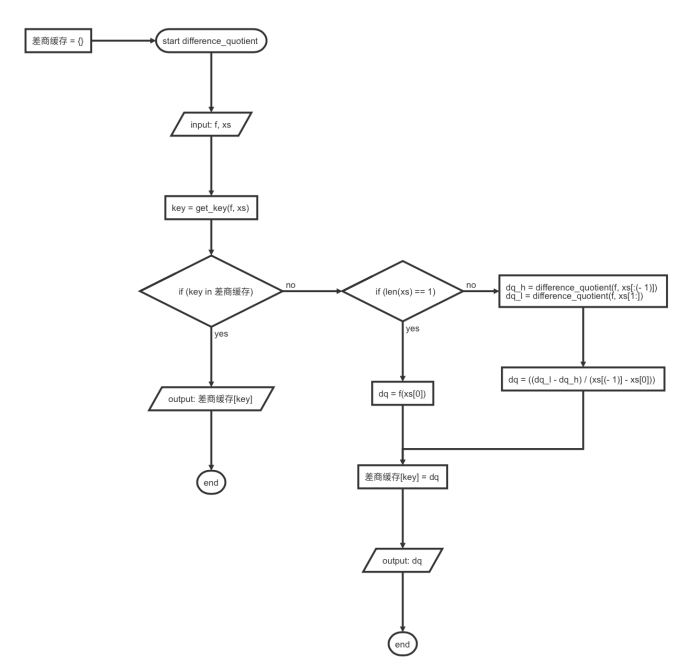 差商缓存 = {}
start difference_quotient
input: f, xs
key = get_key(f, xs)
if (key in 差商缓存)
no
if (len(xs) == 1)
no
dq_h = difference_quotient(f, xs[:(- 1)])
dq_l = difference_quotient(f, xs[1:])
yes
yes
dq = ((dq_l - dq_h) / (xs[(- 1)] - xs[0]))
output: 差商缓存[key]
dq = f(xs[0])
end
差商缓存[key] = dq
output: dq
end